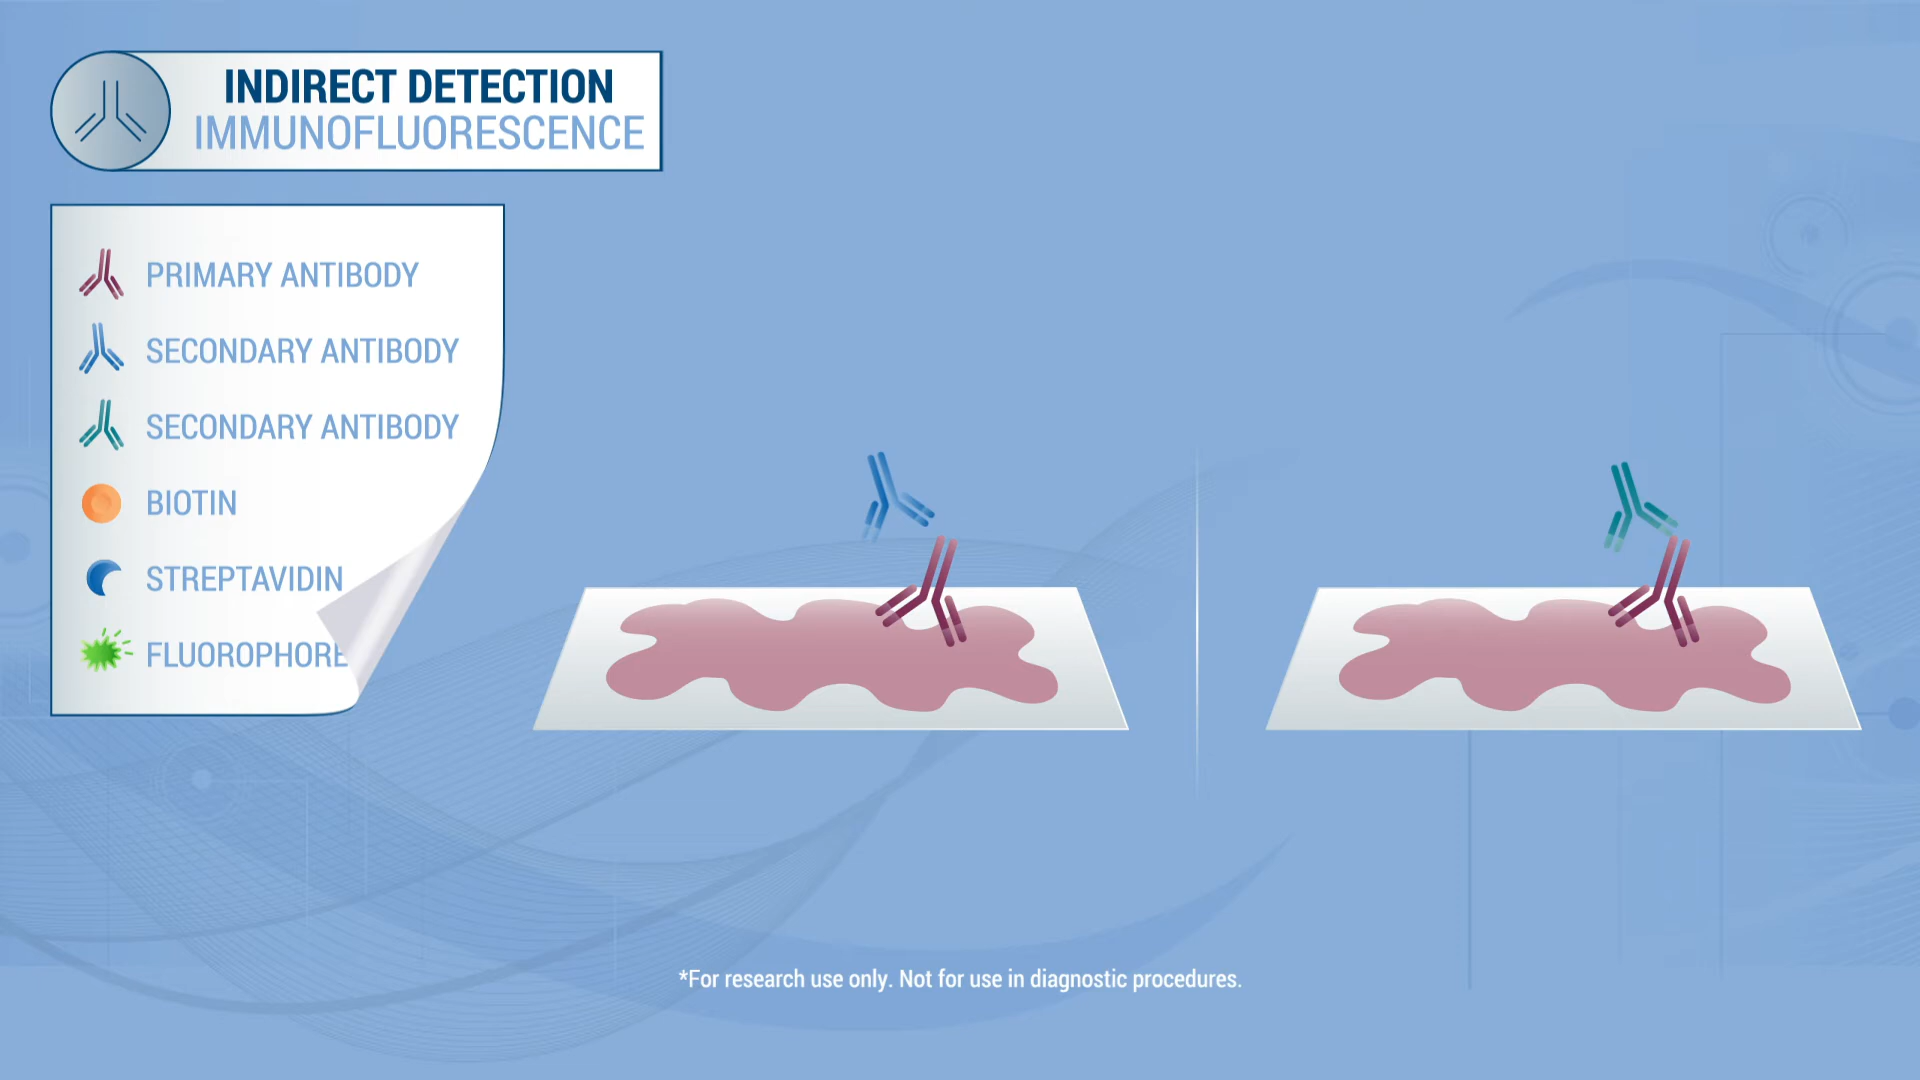 INDIRECT DETECTION
IMMUNOFLUORESCENCE
PRIMARY ANTIBODY
SECONDARY ANTIBODY
SECONDARY ANTIBODY
BIOTIN
STREPTAVIDIN
FLUOROPHORE
*For research use only. Not for use in diagnostic procedures.